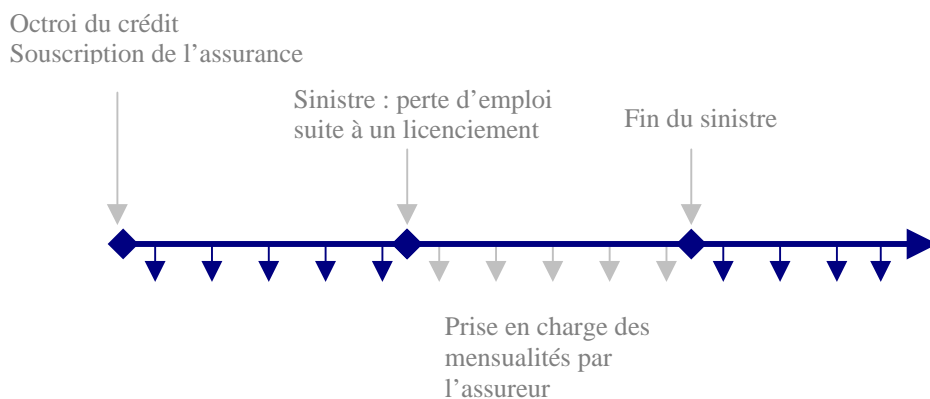 Octroi du crédit
Souscription de l’assurance
Sinistre : perte d’emploi
suite à un licenciement
Fin du sinistre
Prise en charge des
mensualités par
l’assureur